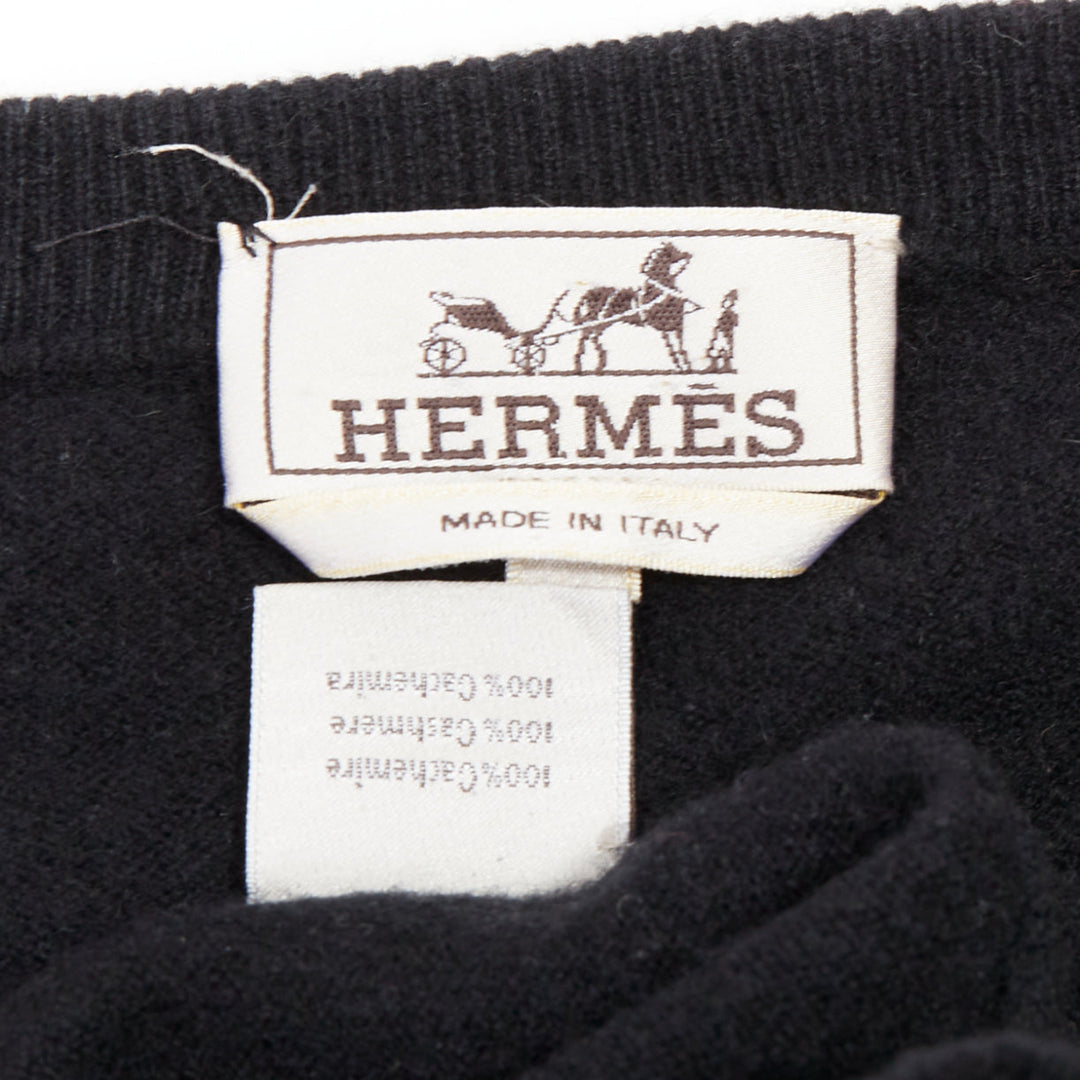 HERMÈS
MADE IN ITALY
100% Cachemire
100% Cashmere
100% Cachemira